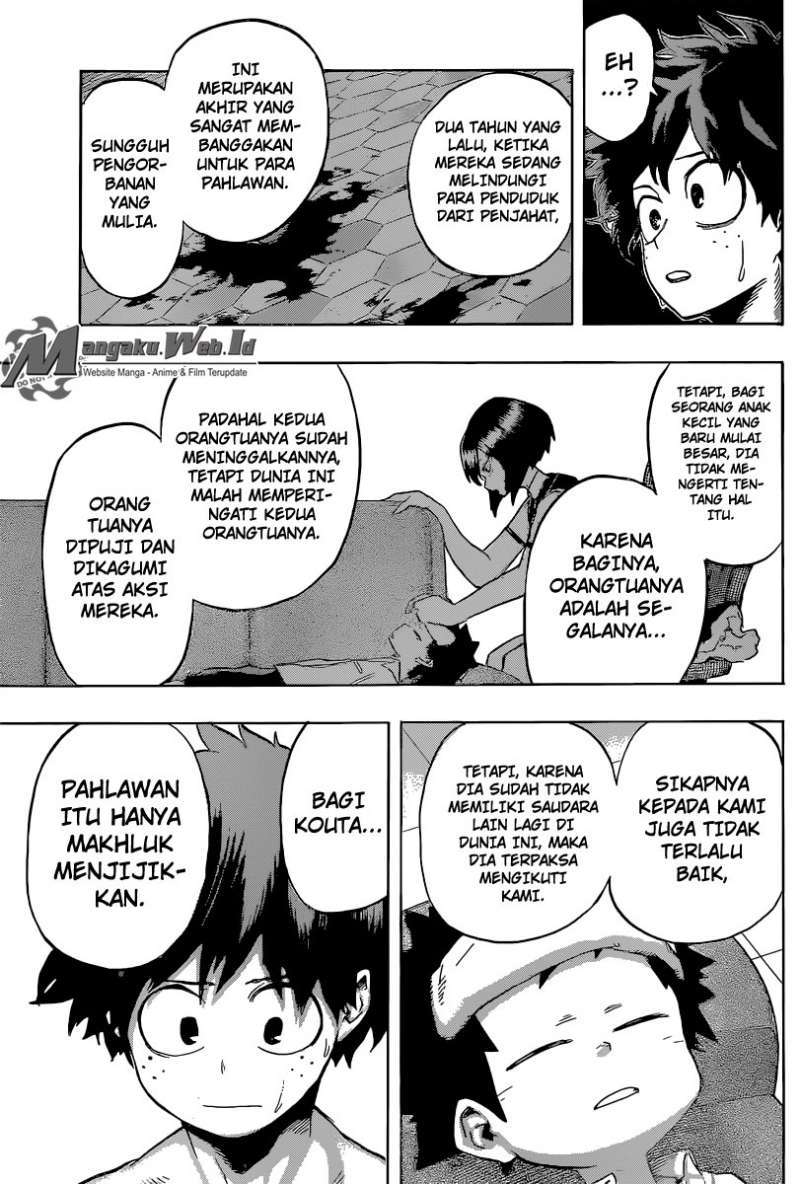 EH
...?
DUA TAHUN YANG
LALU, KETIKA
MEREKA SEDANG
MELINDUNGI
PARA PENDUDUK
DARI PENJAHAT,
INI
MERUPAKAN
AKHIR YANG
SANGAT MEM-
BANGGAKAN
UNTUK PARA
PAHLAWAN.
SUNGGUH
PENGOR-
BANAN
YANG
MULIA.
Mangaku.Web.Id
DO NO
Website Manga - Anime & Film Terupdate
TETAPI, BAGI
SEORANG ANAK
KECIL YANG
BARU MULAI
BESAR, DIA
TIDAK ME-
NGERTI TEN-
TANG HAL
ITU.
KARENA
BAGINYA,
ORANGTUANYA
ADALAH SE-
GALANYA...
PADAHAL KEDUA
ORANGTUANYA SUDAH
MENINGGALKANNYA,
TETAPI DUNIA INI
MALAH MEMPERI-
NGATI KEDUA
ORANGTUANYA.
ORANG
TUANYA
DIPUJI DAN
DIKAGUMI
ATAS AKSI
MEREKA.
SIKAPNYA
KEPADA KAMI
JUGA TIDAK
TERLALU
BAIK,
TETAPI, KARENA
DIA SUDAH TIDAK
MEMILIKI SAUDARA
LAIN LAGI DI
DUNIA INI, MAKA
DIA TERPAKSA
MENGIKUTI
KAMI.
BAGI
KOUTA...
PAHLAWAN
ITU HANYA
MAKHLUK
MENJIJIK-
KAN.